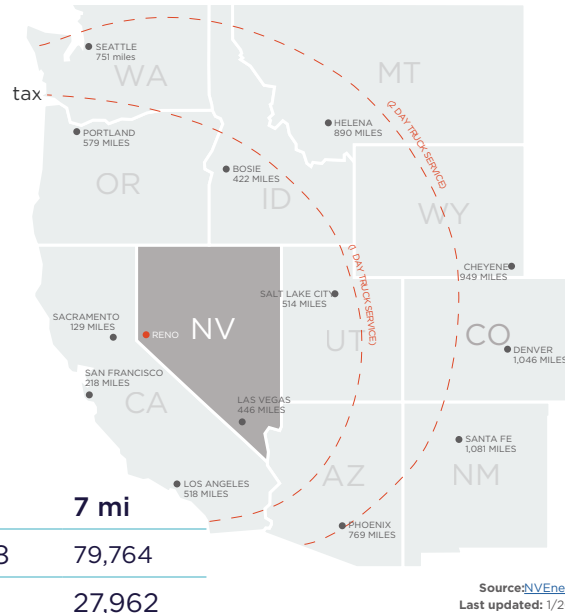 SEATTLE
751 miles
WA
MT
tax
(2 DAY TRUCK SERVICE)
HELENA
890 MILES
PORTLAND
579 MILES
BOSIE
422 MILES
OR
ID
WY
(1 DAY TRUCK SERVICE)
CHEYENE
949 MILES
SALT LAKE CITY
514 MILES
SACRAMENTO
129 MILES
RENO
NV
UT
CO
DENVER
1,046 MILES
SAN FRANCISCO
218 MILES
CA
LAS VEGAS
446 MILES
SANTA FE
1,081 MILES
AZ
NM
LOS ANGELES
518 MILES
7 mi
PHOENIX
769 MILES
3 79,764
27,962
Source:NVEne
Last updated: 1/2